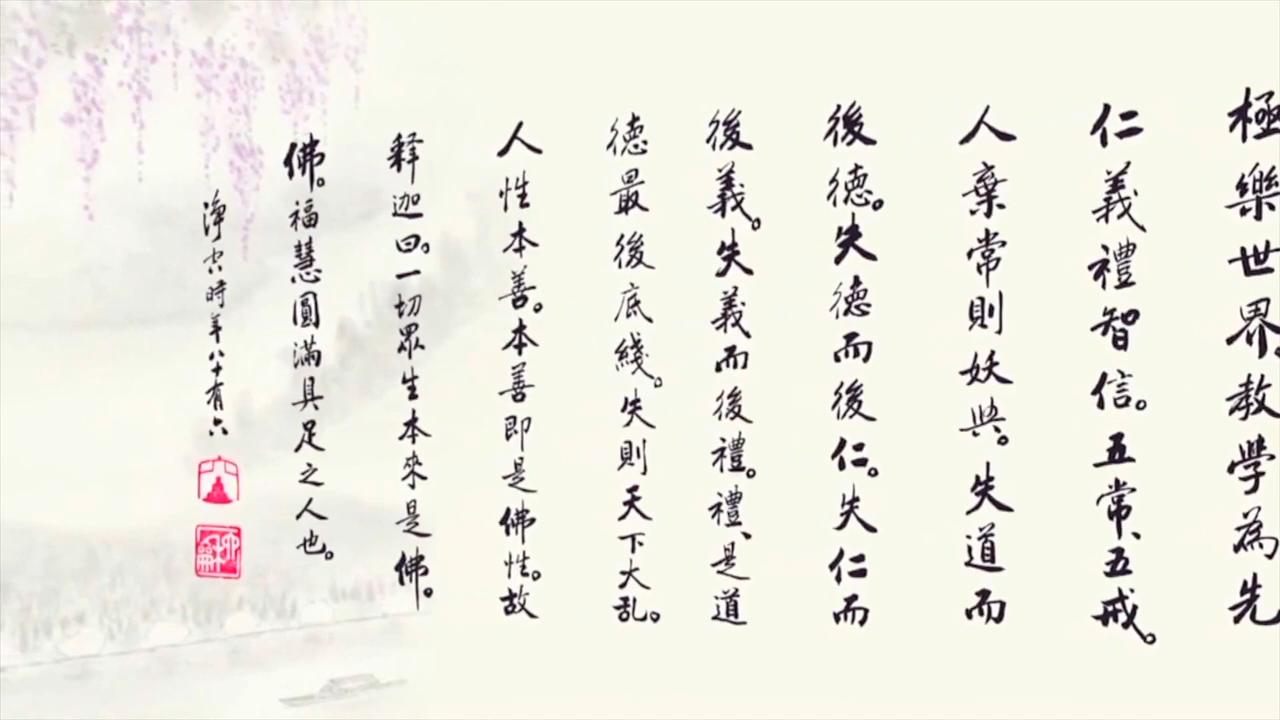 極樂世界。教學為先
仁義禮智信。五常、五戒。
人棄常則妖興。失道而
後德。失德而後仁。失仁而
後義。失義而後禮。禮、是道
德最後底綫。失則天下大乱。
人性本善。本善即是佛性。故
释迦曰。一切眾生本來是佛。
佛。福慧圓滿具足之人也。
淨空時年八十有六